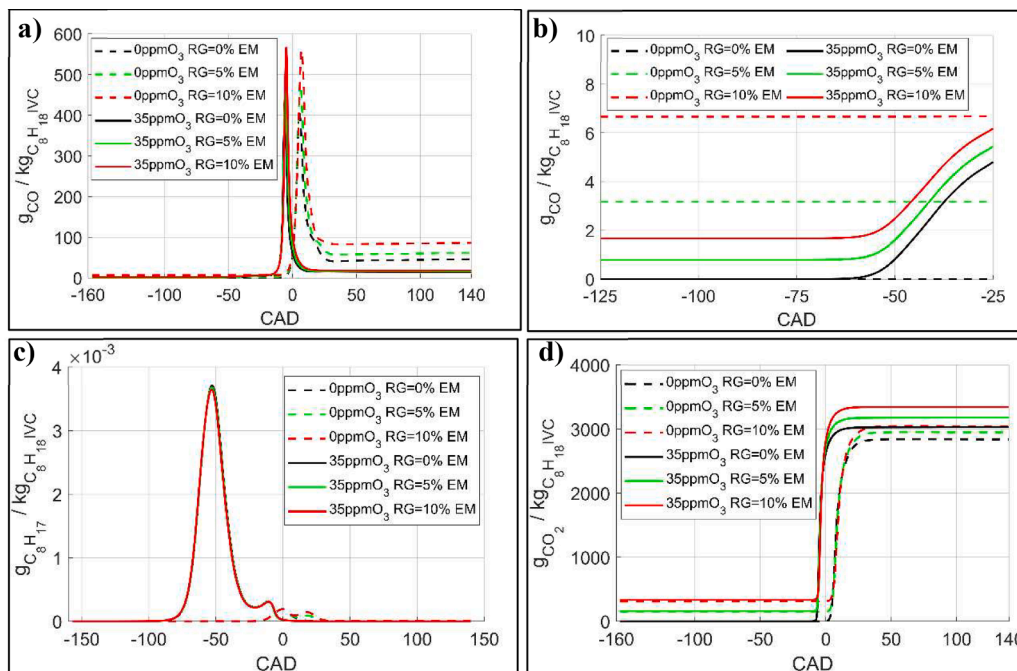 a)
600
500
400
300
200
100
0
g_CO / kg_C8H18 IVC
0ppmO3 RG=0% EM
0ppmO3 RG=5% EM
0ppmO3 RG=10% EM
35ppmO3 RG=0% EM
35ppmO3 RG=5% EM
35ppmO3 RG=10% EM
-160 -100 -50 0 50 100 140
CAD
b)
10
8
6
4
2
0
g_CO / kg_C8H18 IVC
0ppmO3 RG=0% EM 35ppmO3 RG=0% EM
0ppmO3 RG=5% EM 35ppmO3 RG=5% EM
0ppmO3 RG=10% EM 35ppmO3 RG=10% EM
-125 -100 -75 -50 -25
CAD
c)
×10^-3
4
3
2
1
0
g_C8H17 / kg_C8H18 IVC
0ppmO3 RG=0% EM
0ppmO3 RG=5% EM
0ppmO3 RG=10% EM
35ppmO3 RG=0% EM
35ppmO3 RG=5% EM
35ppmO3 RG=10% EM
-150 -100 -50 0 50 100 150
CAD
d)
4000
3000
2000
1000
0
g_CO2 / kg_C8H18 IVC
0ppmO3 RG=0% EM
0ppmO3 RG=5% EM
0ppmO3 RG=10% EM
35ppmO3 RG=0% EM
35ppmO3 RG=5% EM
35ppmO3 RG=10% EM
-160 -100 -50 0 50 100 140
CAD